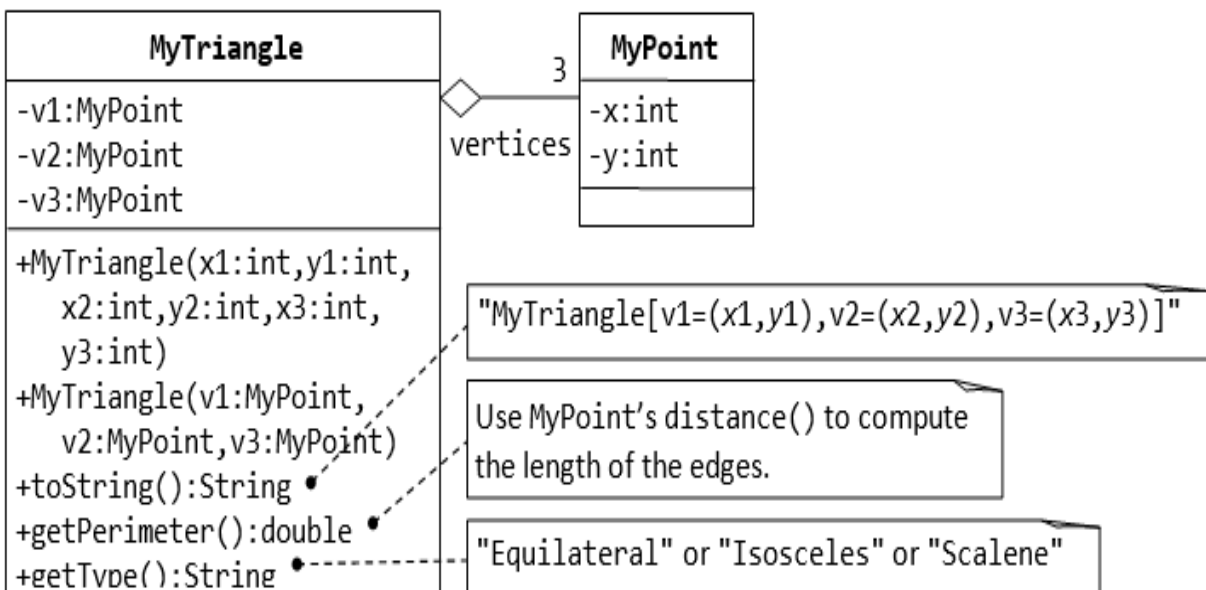 MyTriangle
-v1:MyPoint
-v2:MyPoint
-v3:MyPoint
+MyTriangle(x1:int,y1:int,
x2:int,y2:int,x3:int,
y3:int)
+MyTriangle(v1:MyPoint,
v2:MyPoint,v3:MyPoint)
+toString():String
+getPerimeter():double
+getType():String
3
vertices
MyPoint
-x:int
-y:int
"MyTriangle[v1=(x1,y1),v2=(x2,y2),v3=(x3,y3)]"
Use MyPoint’s distance() to compute
the length of the edges.
"Equilateral" or "Isosceles" or "Scalene"